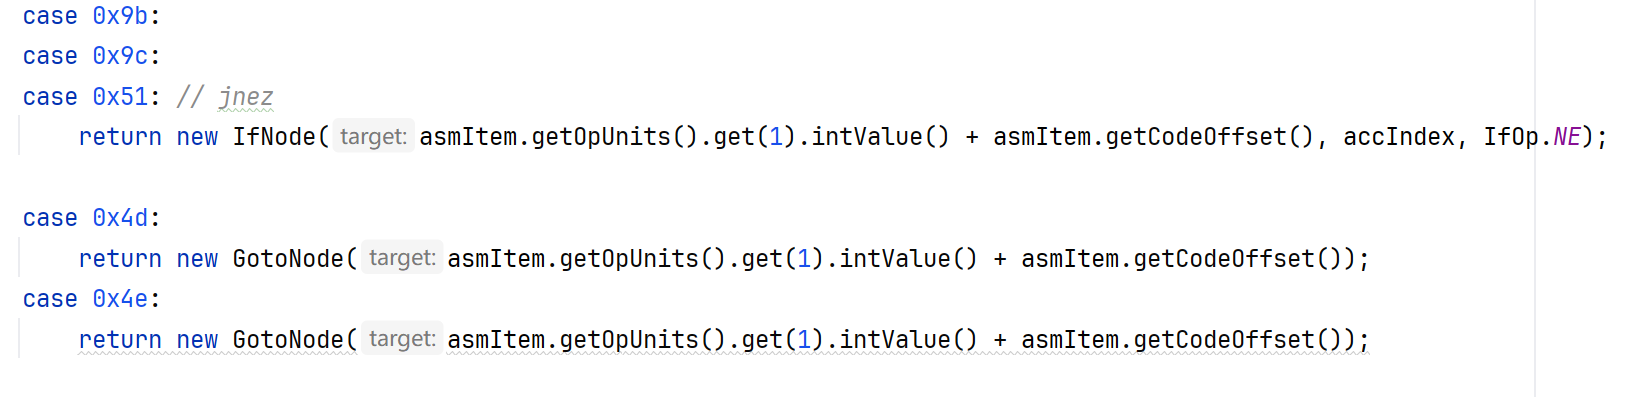 case 0x9b:
case 0x9c:
case 0x51: // jnez
return new IfNode( target: asmItem.getOpUnits().get(1).intValue() + asmItem.getCodeOffset(), accIndex, IfOp.NE);
case 0x4d:
return new GotoNode( target: asmItem.getOpUnits().get(1).intValue() + asmItem.getCodeOffset());
case 0x4e:
return new GotoNode( target: asmItem.getOpUnits().get(1).intValue() + asmItem.getCodeOffset());